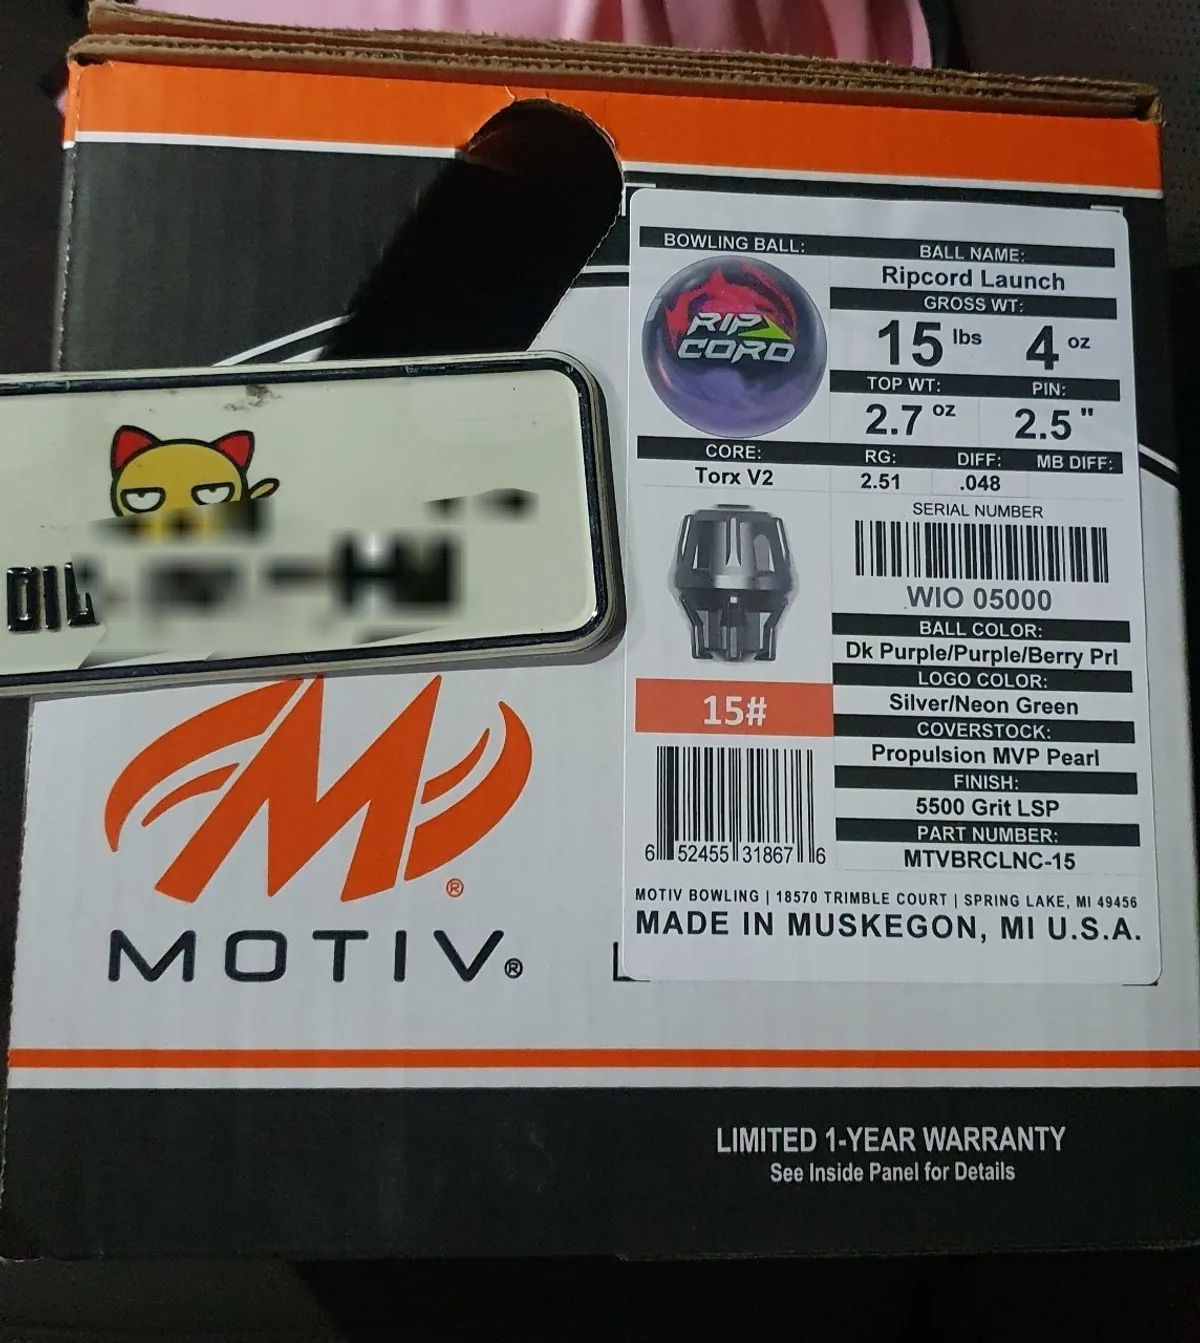 BOWLING BALL:
RIP
CORD
BALL NAME:
Ripcord Launch
GROSS WT:
15 lbs 4 oz
TOP WT: PIN:
2.7 oz 2.5 "
CORE: RG: DIFF: MB DIFF:
Torx V2 2.51 .048
SERIAL NUMBER
WIO 05000
BALL COLOR:
Dk Purple/Purple/Berry Prl
LOGO COLOR:
Silver/Neon Green
COVERSTOCK:
Propulsion MVP Pearl
FINISH:
5500 Grit LSP
PART NUMBER:
MTVBRCLNC-15
15#
6 52455 31867 6
MOTIV BOWLING | 18570 TRIMBLE COURT | SPRING LAKE, MI 49456
MADE IN MUSKEGON, MI U.S.A.
OIL
M®
MOTIV®
LIMITED 1-YEAR WARRANTY
See Inside Panel for Details